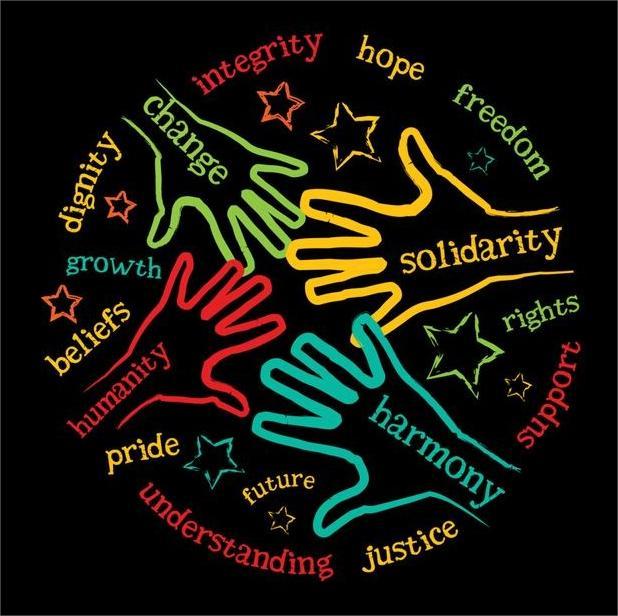 integrity
hope
freedom
change
dignity
solidarity
growth
rights
beliefs
humanity
support
harmony
pride
future
understanding
justice